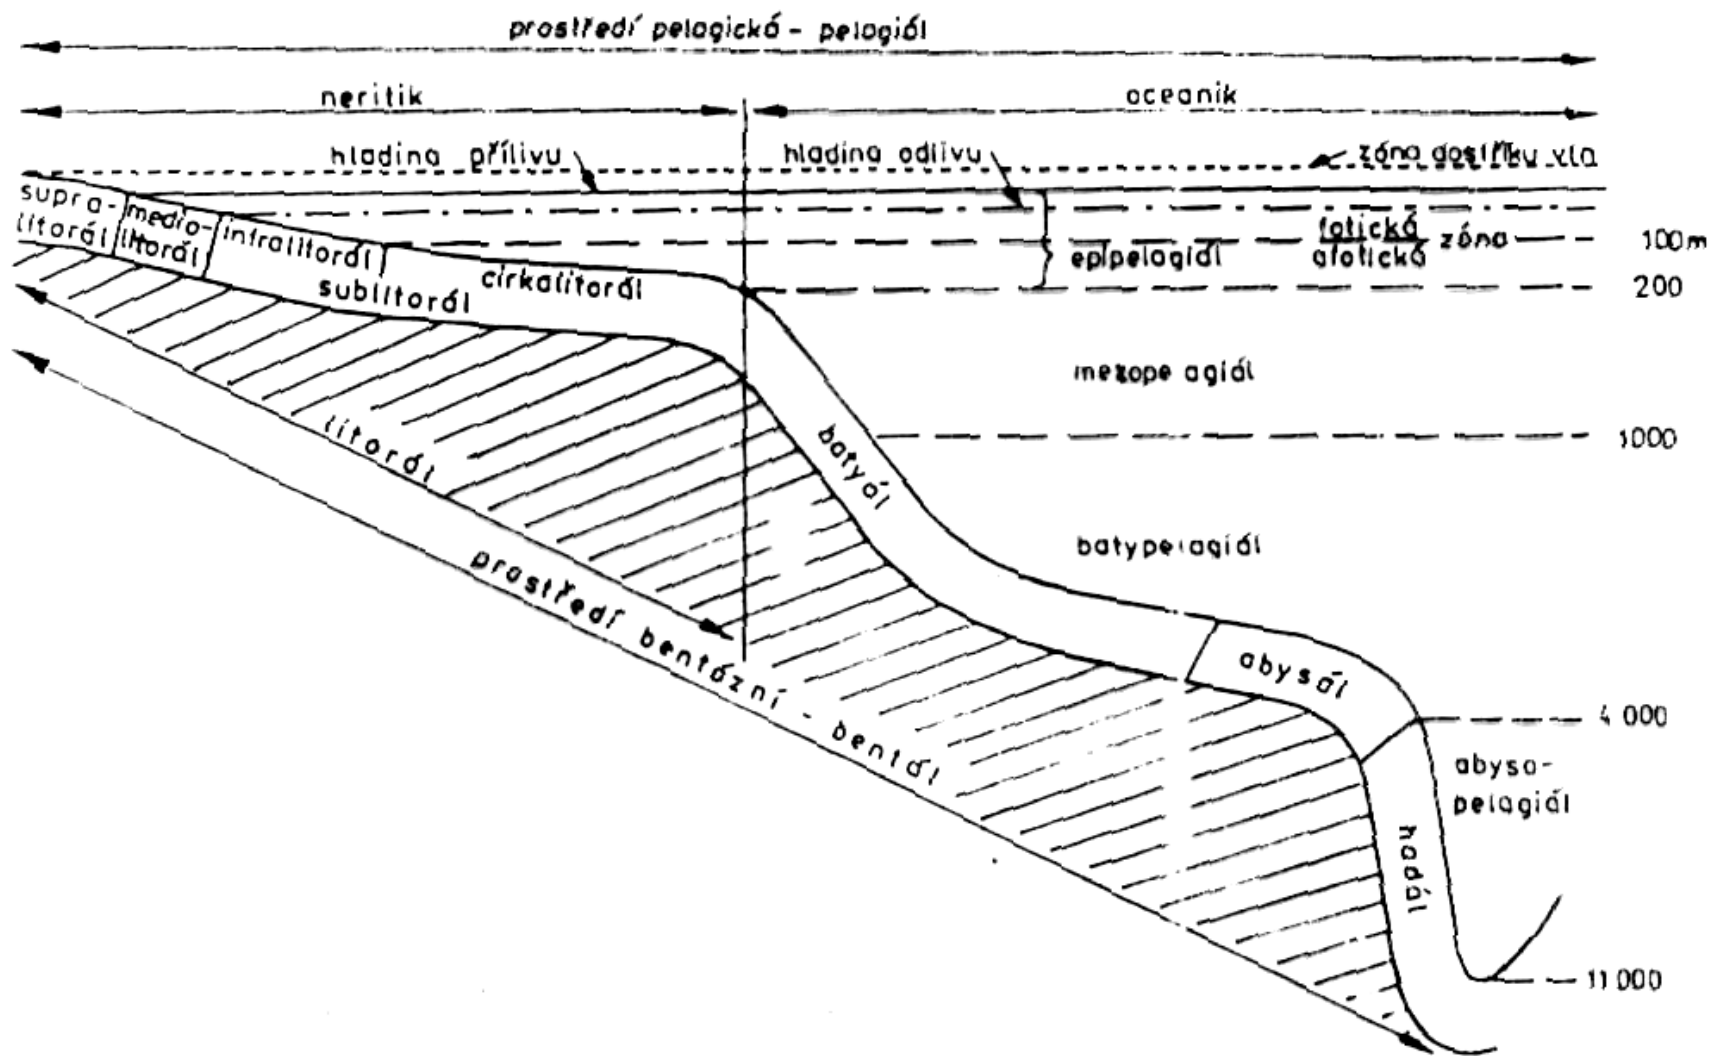 prostředí pelagická - pelagiál
neritik
oceanik
hladina přílivu
hladina odlivu
zóna dostřiku vln
supra-
litorál
medio-
litorál
infralitorál
cirkalitorál
sublitorál
epipelagiál
fotická
afotická
zóna
100m
200
mezope agiál
1000
litorál
batyál
batypelagiál
prostředí bentózní - bentál
abysál
4 000
abyso-
pelagiál
hadál
11 000